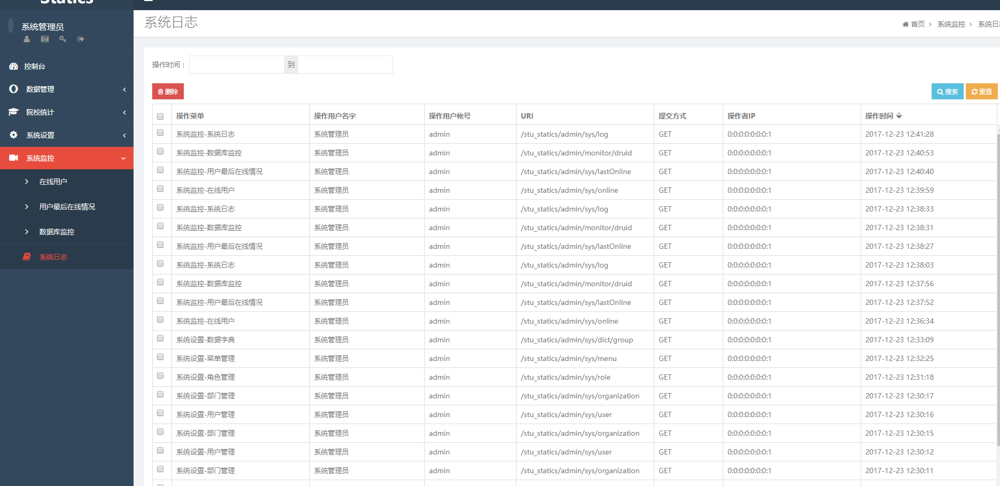 Statics
系统管理员
控制台
数据管理
院校统计
系统设置
系统监控
在线用户
用户最后在线情况
数据库监控
系统日志
系统日志
首页 系统监控 系统日志
操作时间： 到
删除 搜索 重置
操作菜单 操作用户名字 操作用户帐号 URI 提交方式 操作者IP 操作时间
系统监控-系统日志 系统管理员 admin /stu_statics/admin/sys/log GET 0:0:0:0:0:0:0:1 2017-12-23 12:41:28
系统监控-数据库监控 系统管理员 admin /stu_statics/admin/monitor/druid GET 0:0:0:0:0:0:0:1 2017-12-23 12:40:53
系统监控-用户最后在线情况 系统管理员 admin /stu_statics/admin/sys/lastOnline GET 0:0:0:0:0:0:0:1 2017-12-23 12:40:40
系统监控-在线用户 系统管理员 admin /stu_statics/admin/sys/online GET 0:0:0:0:0:0:0:1 2017-12-23 12:39:59
系统监控-系统日志 系统管理员 admin /stu_statics/admin/sys/log GET 0:0:0:0:0:0:0:1 2017-12-23 12:38:33
系统监控-数据库监控 系统管理员 admin /stu_statics/admin/monitor/druid GET 0:0:0:0:0:0:0:1 2017-12-23 12:38:31
系统监控-用户最后在线情况 系统管理员 admin /stu_statics/admin/sys/lastOnline GET 0:0:0:0:0:0:0:1 2017-12-23 12:38:27
系统监控-系统日志 系统管理员 admin /stu_statics/admin/sys/log GET 0:0:0:0:0:0:0:1 2017-12-23 12:38:03
系统监控-数据库监控 系统管理员 admin /stu_statics/admin/monitor/druid GET 0:0:0:0:0:0:0:1 2017-12-23 12:37:56
系统监控-用户最后在线情况 系统管理员 admin /stu_statics/admin/sys/lastOnline GET 0:0:0:0:0:0:0:1 2017-12-23 12:37:52
系统监控-在线用户 系统管理员 admin /stu_statics/admin/sys/online GET 0:0:0:0:0:0:0:1 2017-12-23 12:36:34
系统设置-数据字典 系统管理员 admin /stu_statics/admin/sys/dict/group GET 0:0:0:0:0:0:0:1 2017-12-23 12:33:09
系统设置-菜单管理 系统管理员 admin /stu_statics/admin/sys/menu GET 0:0:0:0:0:0:0:1 2017-12-23 12:32:25
系统设置-角色管理 系统管理员 admin /stu_statics/admin/sys/role GET 0:0:0:0:0:0:0:1 2017-12-23 12:31:18
系统设置-部门管理 系统管理员 admin /stu_statics/admin/sys/organization GET 0:0:0:0:0:0:0:1 2017-12-23 12:30:17
系统设置-用户管理 系统管理员 admin /stu_statics/admin/sys/user GET 0:0:0:0:0:0:0:1 2017-12-23 12:30:16
系统设置-部门管理 系统管理员 admin /stu_statics/admin/sys/organization GET 0:0:0:0:0:0:0:1 2017-12-23 12:30:15
系统设置-用户管理 系统管理员 admin /stu_statics/admin/sys/user GET 0:0:0:0:0:0:0:1 2017-12-23 12:30:12
系统设置-部门管理 系统管理员 admin /stu_statics/admin/sys/organization GET 0:0:0:0:0:0:0:1 2017-12-23 12:30:11